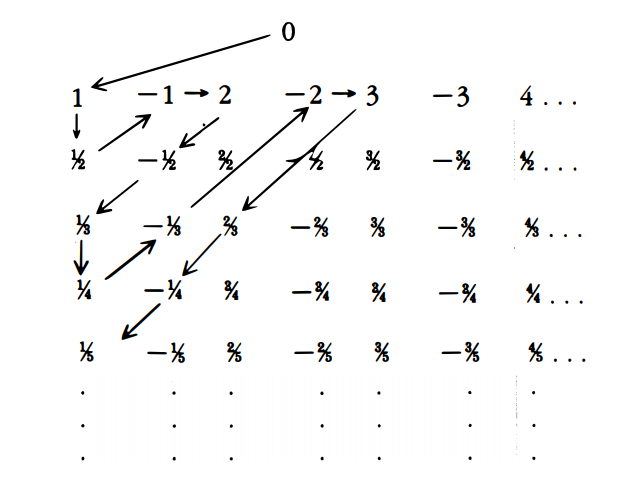 0
1 −1 → 2 −2 → 3 −3 4 . . .
1/2 −1/2 2/2 3/2 −3/2 4/2 . . .
1/3 −1/3 2/3 −2/3 3/3 −3/3 4/3 . . .
1/4 −1/4 2/4 −2/4 3/4 −3/4 4/4 . . .
1/5 −1/5 2/5 −2/5 3/5 −3/5 4/5 . . .
. . . . . . .
. . . . . . .
. . . . . . .